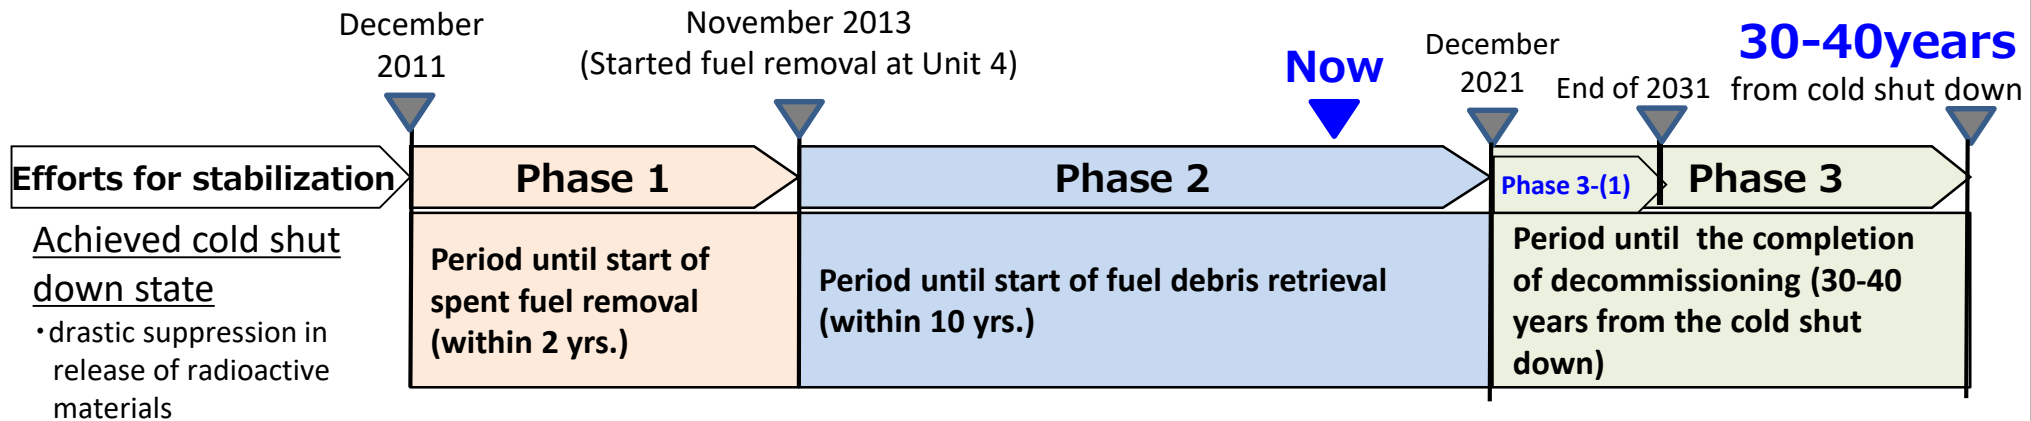 December
2011
November 2013
(Started fuel removal at Unit 4)
Now
December
2021
End of 2031
30-40years
from cold shut down
Efforts for stabilization
Phase 1
Phase 2
Phase 3-(1)
Phase 3
Achieved cold shut
down state
・drastic suppression in
release of radioactive
materials
Period until start of
spent fuel removal
(within 2 yrs.)
Period until start of fuel debris retrieval
(within 10 yrs.)
Period until the completion
of decommissioning (30-40
years from the cold shut
down)